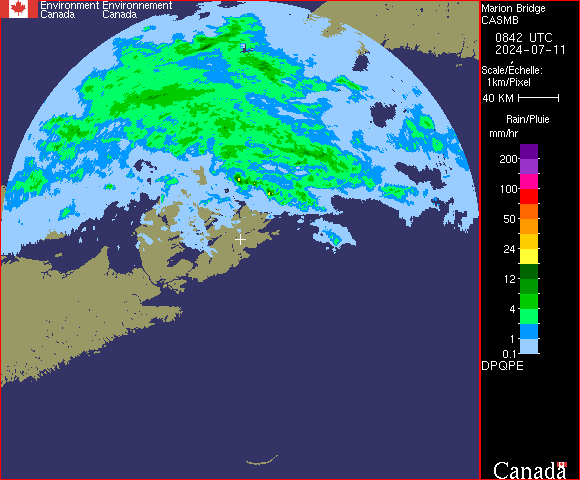 Environment Environnement
Canada Canada
Marion Bridge
CASMB
0842 UTC
2024-07-11
Scale/Échelle:
1km/Pixel
40 KM
Rain/Pluie
mm/hr
200
100
50
24
12
4
1
0.1
DPQPE
Canada